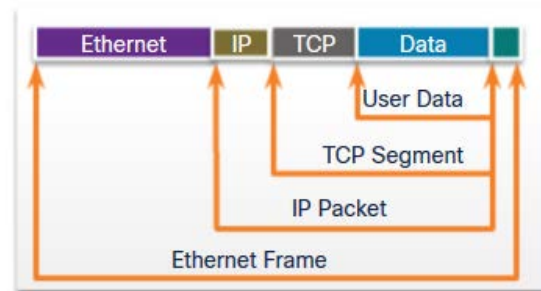 Ethernet IP TCP Data
User Data
TCP Segment
IP Packet
Ethernet Frame